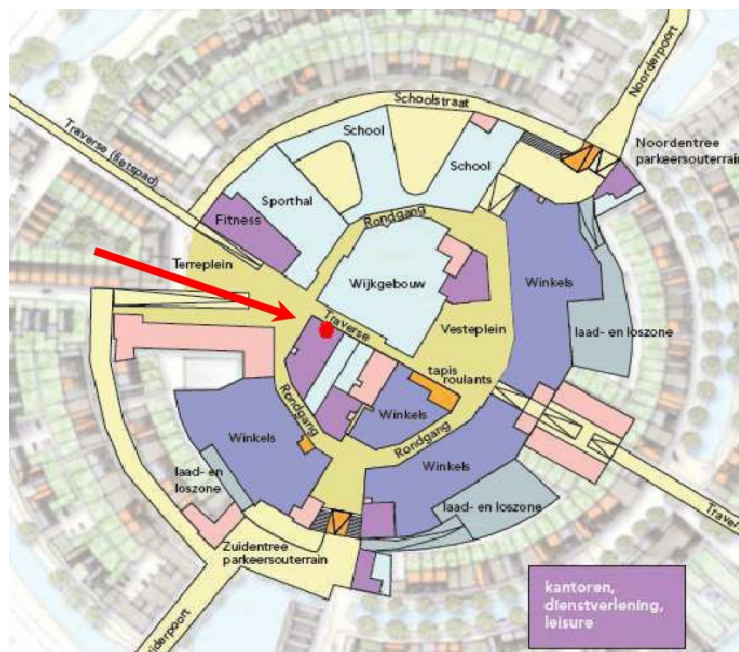 Noorderpoort
Schoolstraat
School
Traverse (fietspad)
School
Noordentree
parkeersouterrain
Sporthal
Fitness
Rondgang
Terreplein
Wijkgebouw
Winkels
Traverse
Vesteplein
laad- en loszone
tapis
roulants
Rondgang
Winkels
Rondgang
Winkels
Winkels
laad- en
loszone
laad- en loszone
Zuidentree
parkeersouterrain
kantoren,
dienstverlening,
leisure